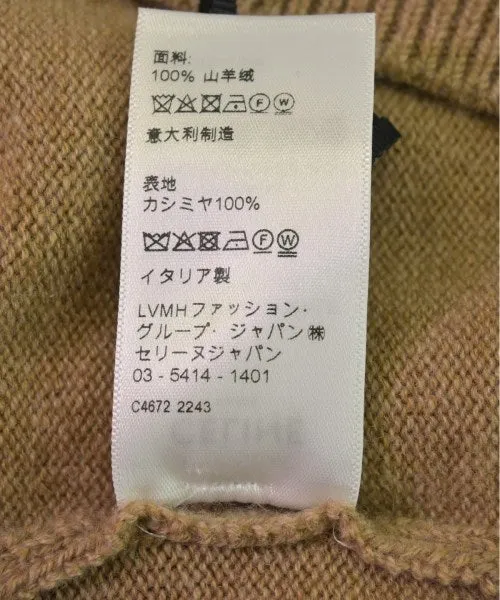 面料:
100% 山羊绒
F W
意大利制造
表地
カシミヤ100%
F W
イタリア製
LVMHファッション・
グループ・ジャパン㈱
セリーヌジャパン
03 - 5414 - 1401
C4672 2243
CELINE